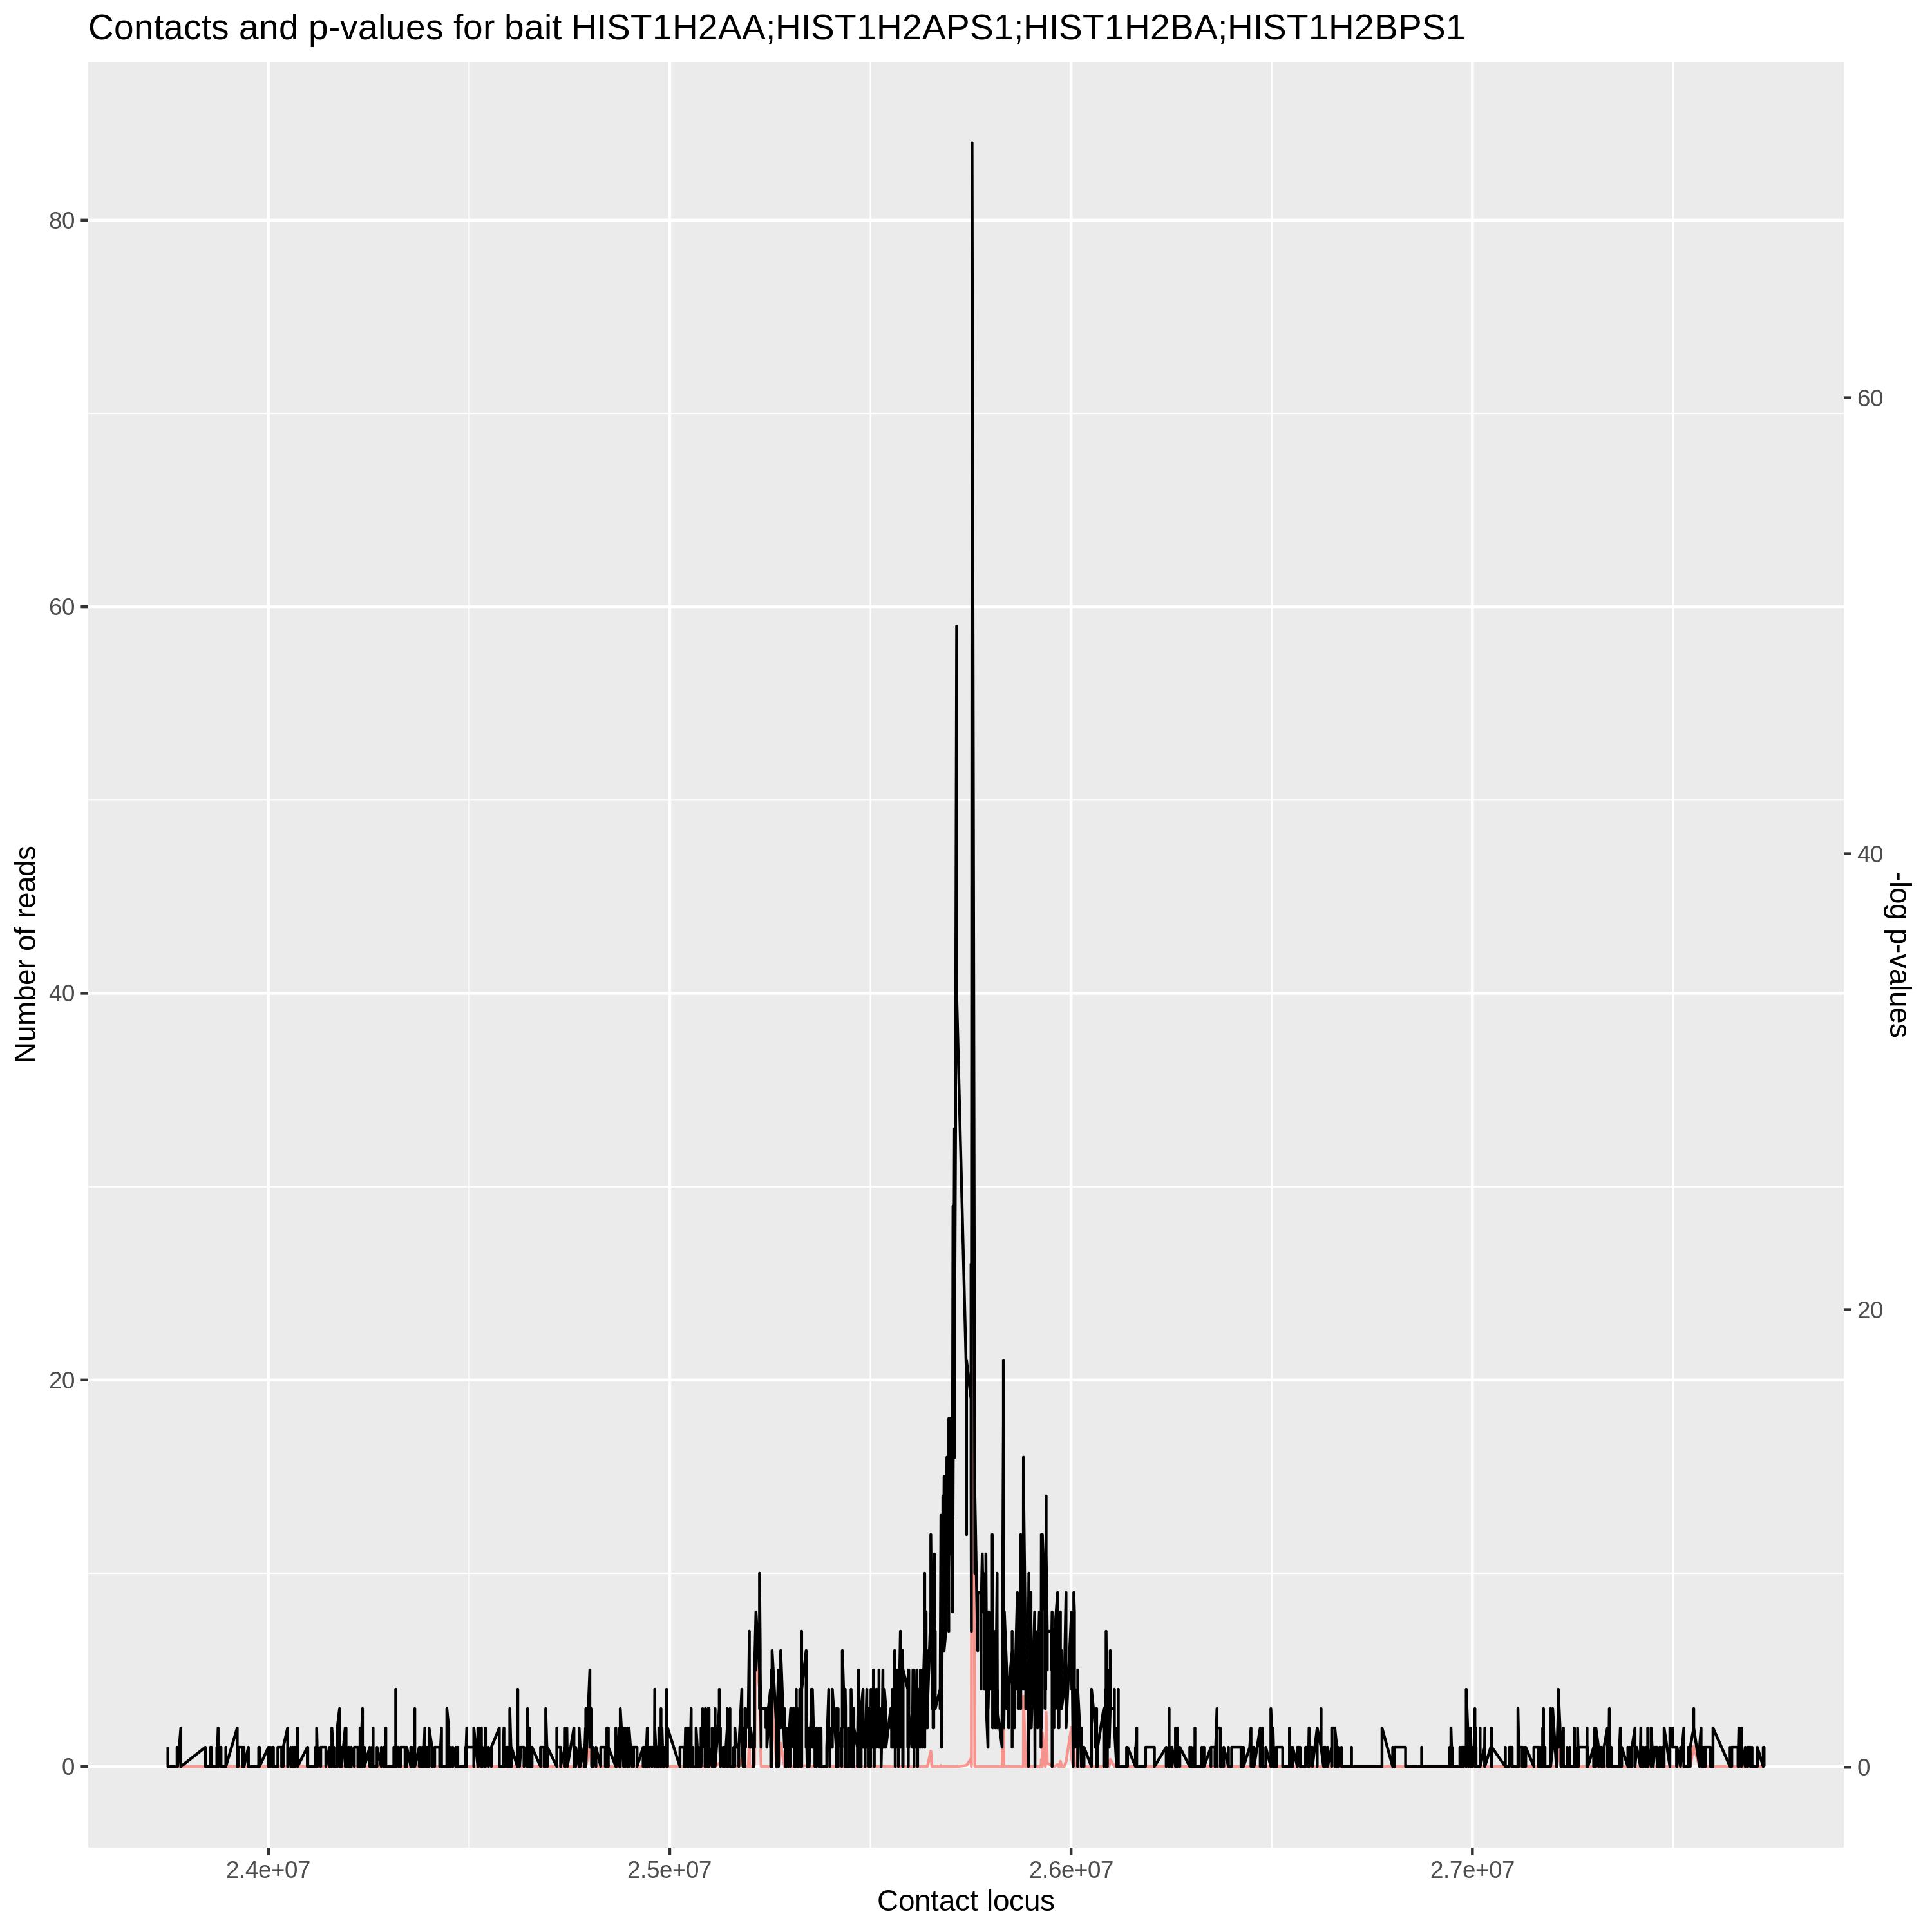 Contacts and p-values for bait HIST1H2AA;HIST1H2APS1;HIST1H2BA;HIST1H2BPS1
80
60
40
20
0
Number of reads
60
40
20
0
-log p-values
2.4e+07 2.5e+07 2.6e+07 2.7e+07
Contact locus